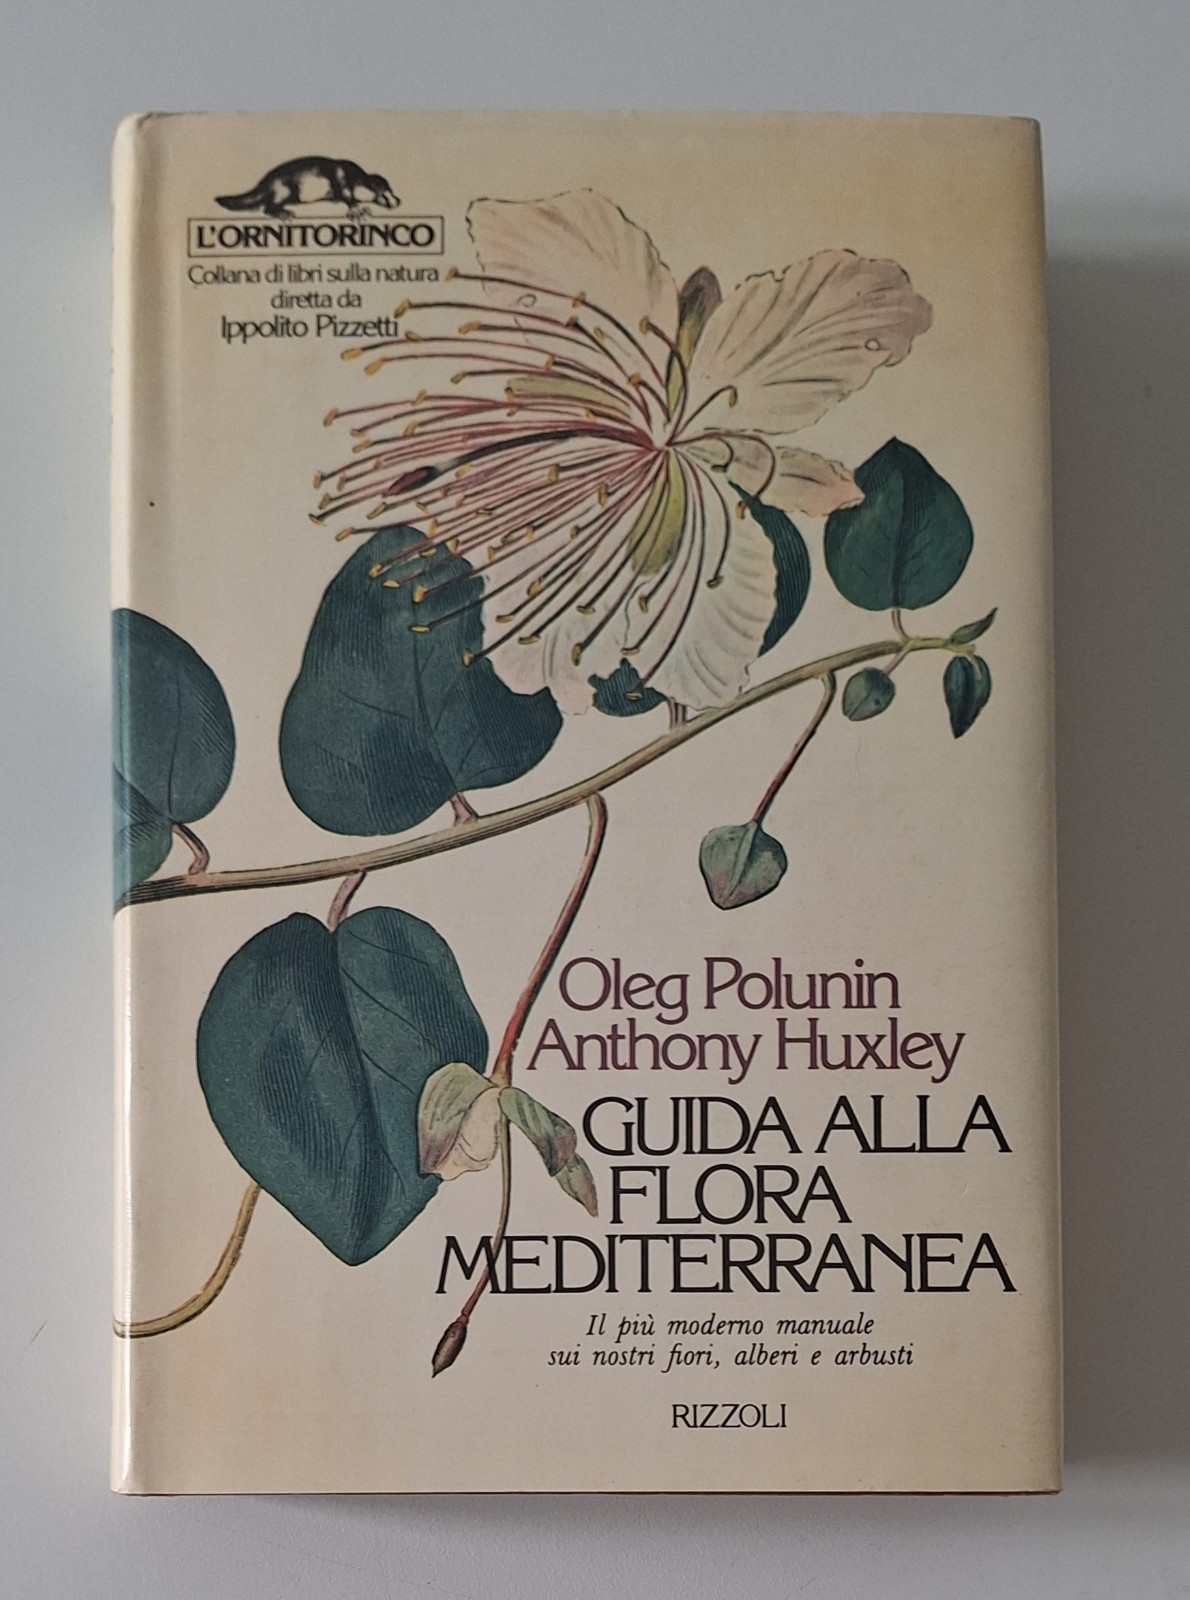 L'ORNITORINCO
Collana di libri sulla natura
diretta da
Ippolito Pizzetti
Oleg Polunin
Anthony Huxley
GUIDA ALLA
FLORA
MEDITERRANEA
Il più moderno manuale
sui nostri fiori, alberi e arbusti
RIZZOLI